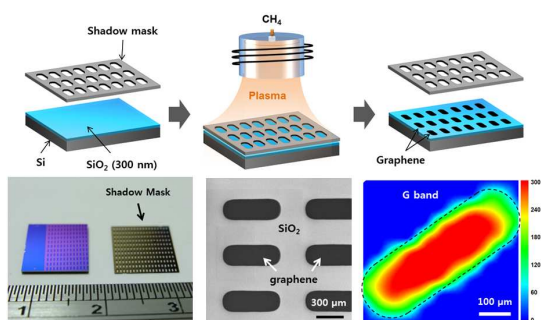 Shadow mask
CH4
Plasma
Si
SiO2 (300 nm)
Graphene
Shadow Mask
1 2 3
SiO2
graphene
300 μm
G band
100 μm
300
240
180
120
60
0